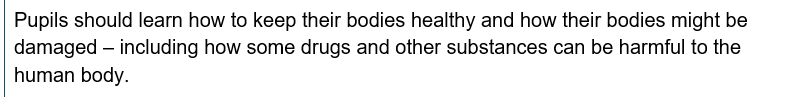 Pupils should learn how to keep their bodies healthy and how their bodies might be
damaged – including how some drugs and other substances can be harmful to the
human body.